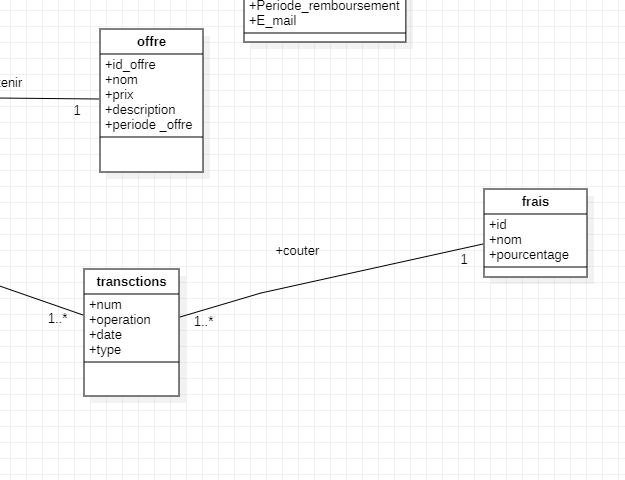 +Periode_remboursement
+E_mail
offre
+id_offre
+nom
+prix
+description
+periode _offre
enir
1
frais
+id
+nom
+pourcentage
+couter
1
transctions
+num
+operation
+date
+type
1..*
1..*